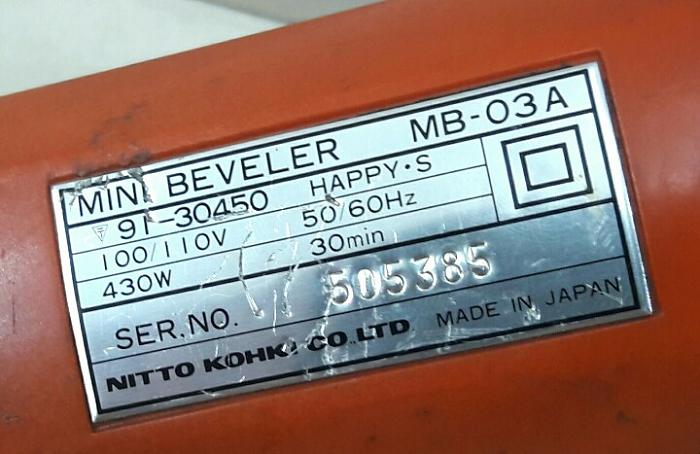 MINI BEVELER MB-03A
▽T 91-30450 HAPPY·S
100/110V 50/60Hz
430W 30min
SER.NO. 505385
NITTO KOHKI CO.,LTD MADE IN JAPAN